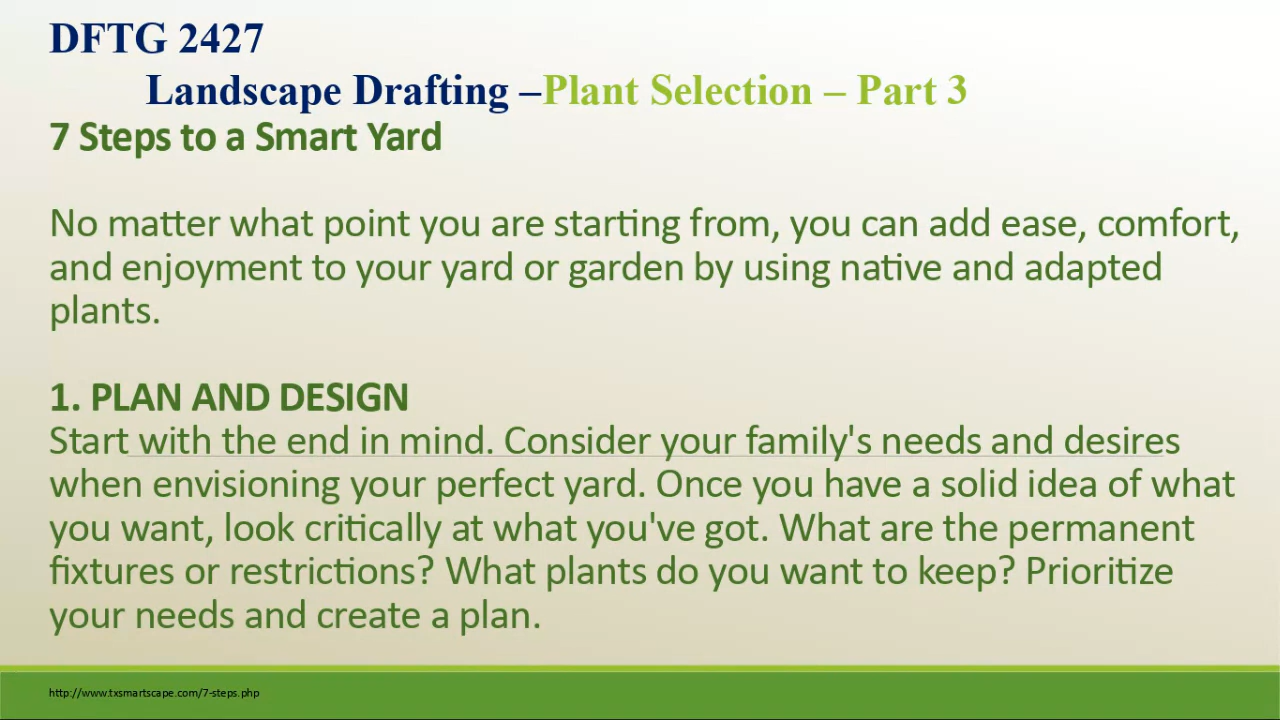 DFTG 2427
Landscape Drafting –Plant Selection – Part 3
7 Steps to a Smart Yard
No matter what point you are starting from, you can add ease, comfort,
and enjoyment to your yard or garden by using native and adapted
plants.
1. PLAN AND DESIGN
Start with the end in mind. Consider your family's needs and desires
when envisioning your perfect yard. Once you have a solid idea of what
you want, look critically at what you've got. What are the permanent
fixtures or restrictions? What plants do you want to keep? Prioritize
your needs and create a plan.
http://www.txsmartscape.com/7-steps.php